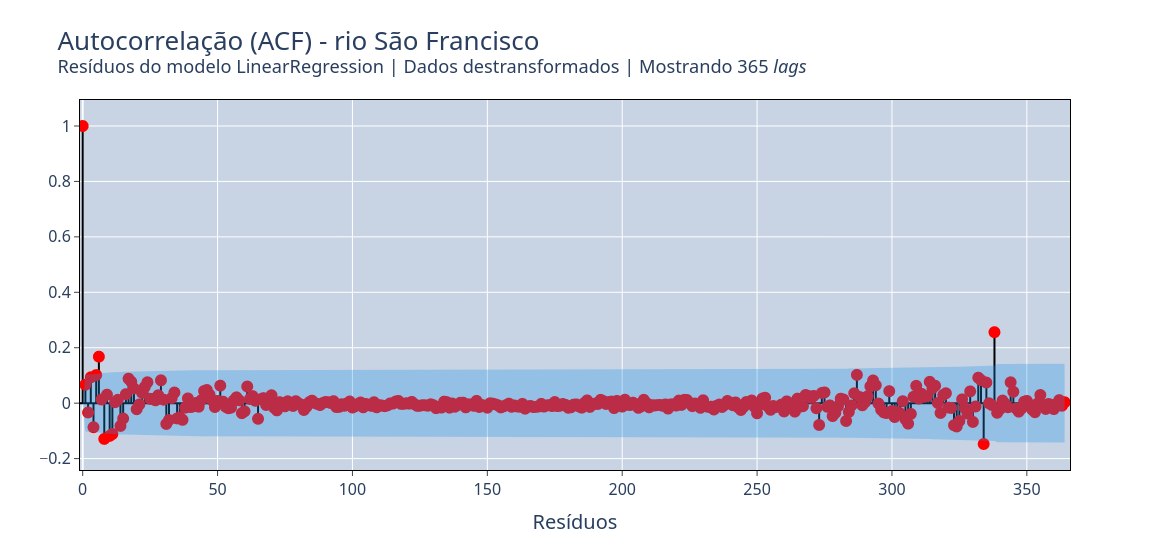 Autocorrelação (ACF) - rio São Francisco
Resíduos do modelo LinearRegression | Dados destransformados | Mostrando 365 lags
1
0.8
0.6
0.4
0.2
0
−0.2
0 50 100 150 200 250 300 350
Resíduos